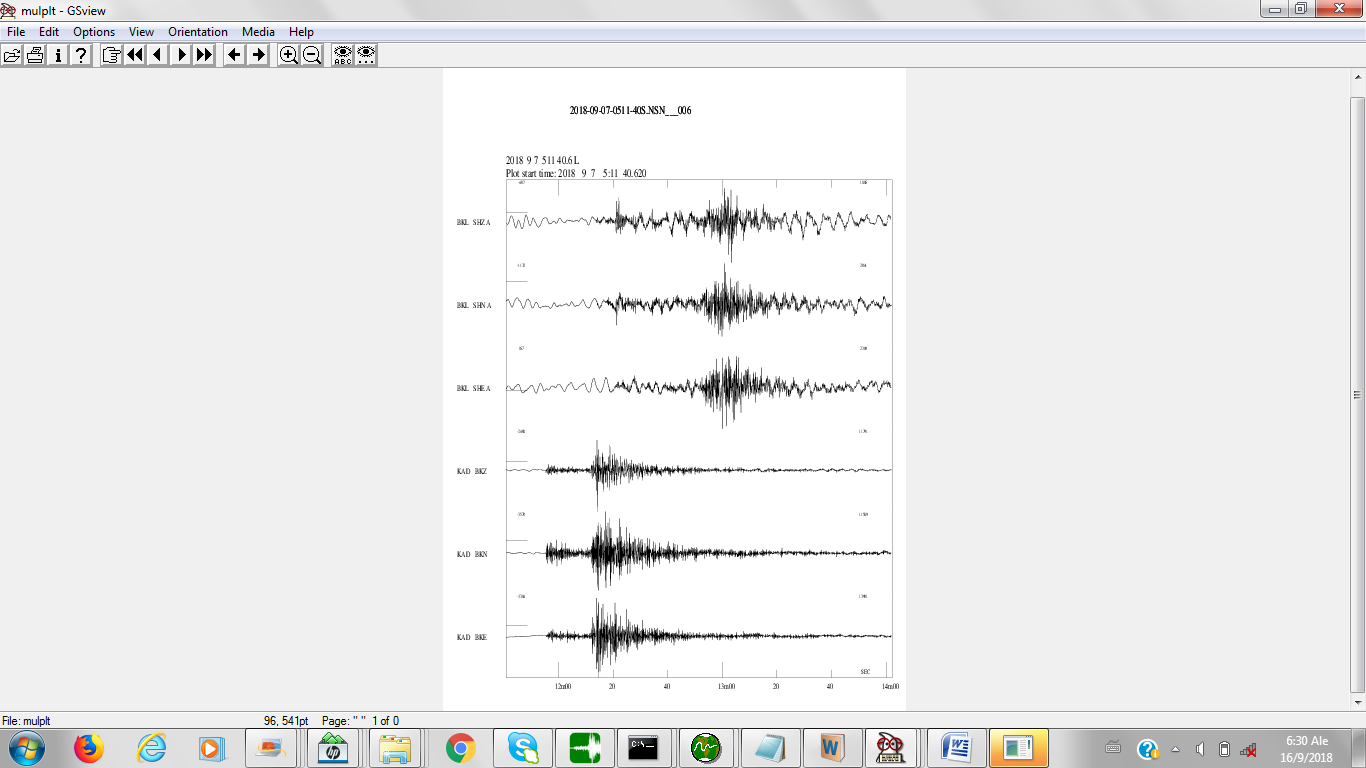 mulplt - GSview
File Edit Options View Orientation Media Help
2018-09-07-0511-40S.NSN___006
2018 9 7 511 40.6 L
Plot start time: 2018 9 7 5:11 40.620
BKL SHZ A
BKL SHN A
BKL SHE A
KAD BKZ
KAD BKN
KAD BKE
SEC
12m00 20 40 13m00 20 40 14m00
File: mulplt 96, 541pt Page: " " 1 of 0
6:30 Ale
16/9/2018